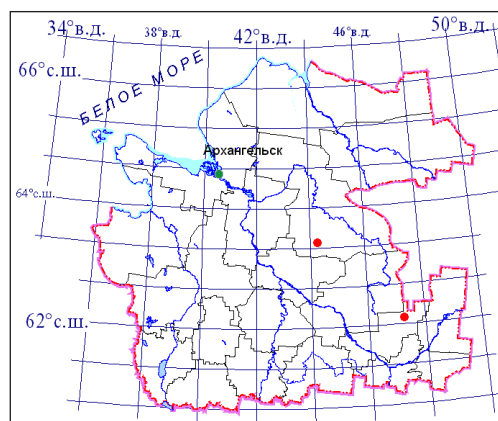 34°в.д.
38°в.д.
42°в.д.
46°в.д.
50°в.д.
66°с.ш.
БЕЛОЕ МОРЕ
Архангельск
64°с.ш.
62°с.ш.